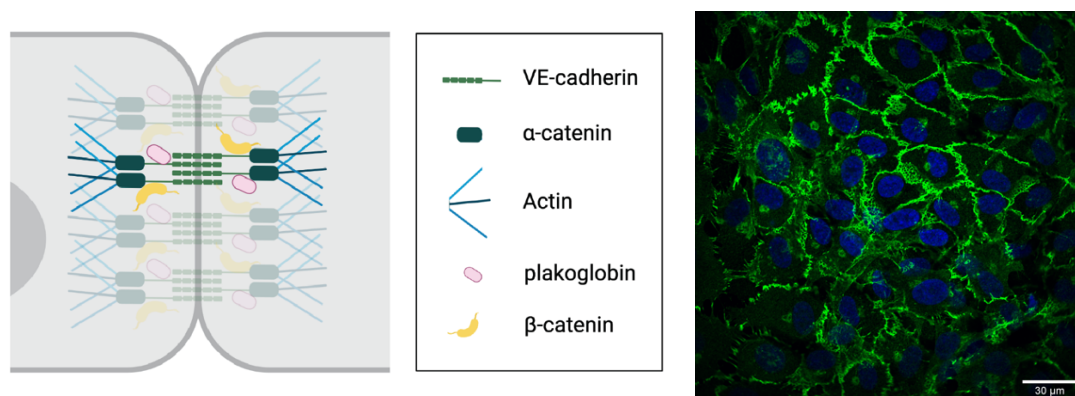 VE-cadherin
α-catenin
Actin
plakoglobin
β-catenin
30 µm